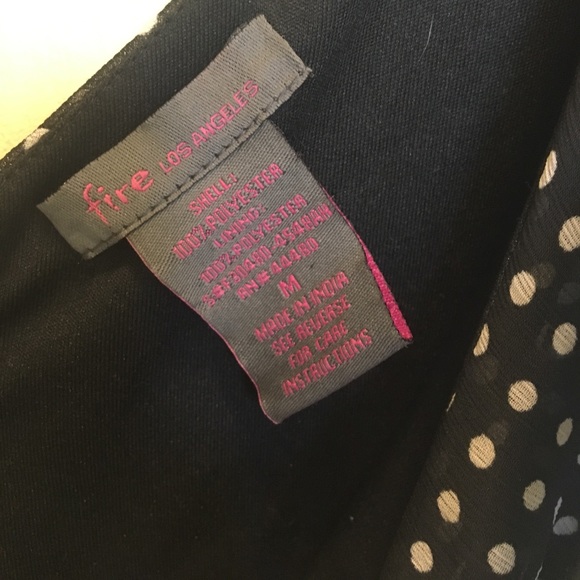 fire LOS ANGELES
SHELL:
100% POLYESTER
LINING:
100% POLYESTER
M
MADE IN INDIA
SEE REVERSE
FOR CARE
INSTRUCTIONS